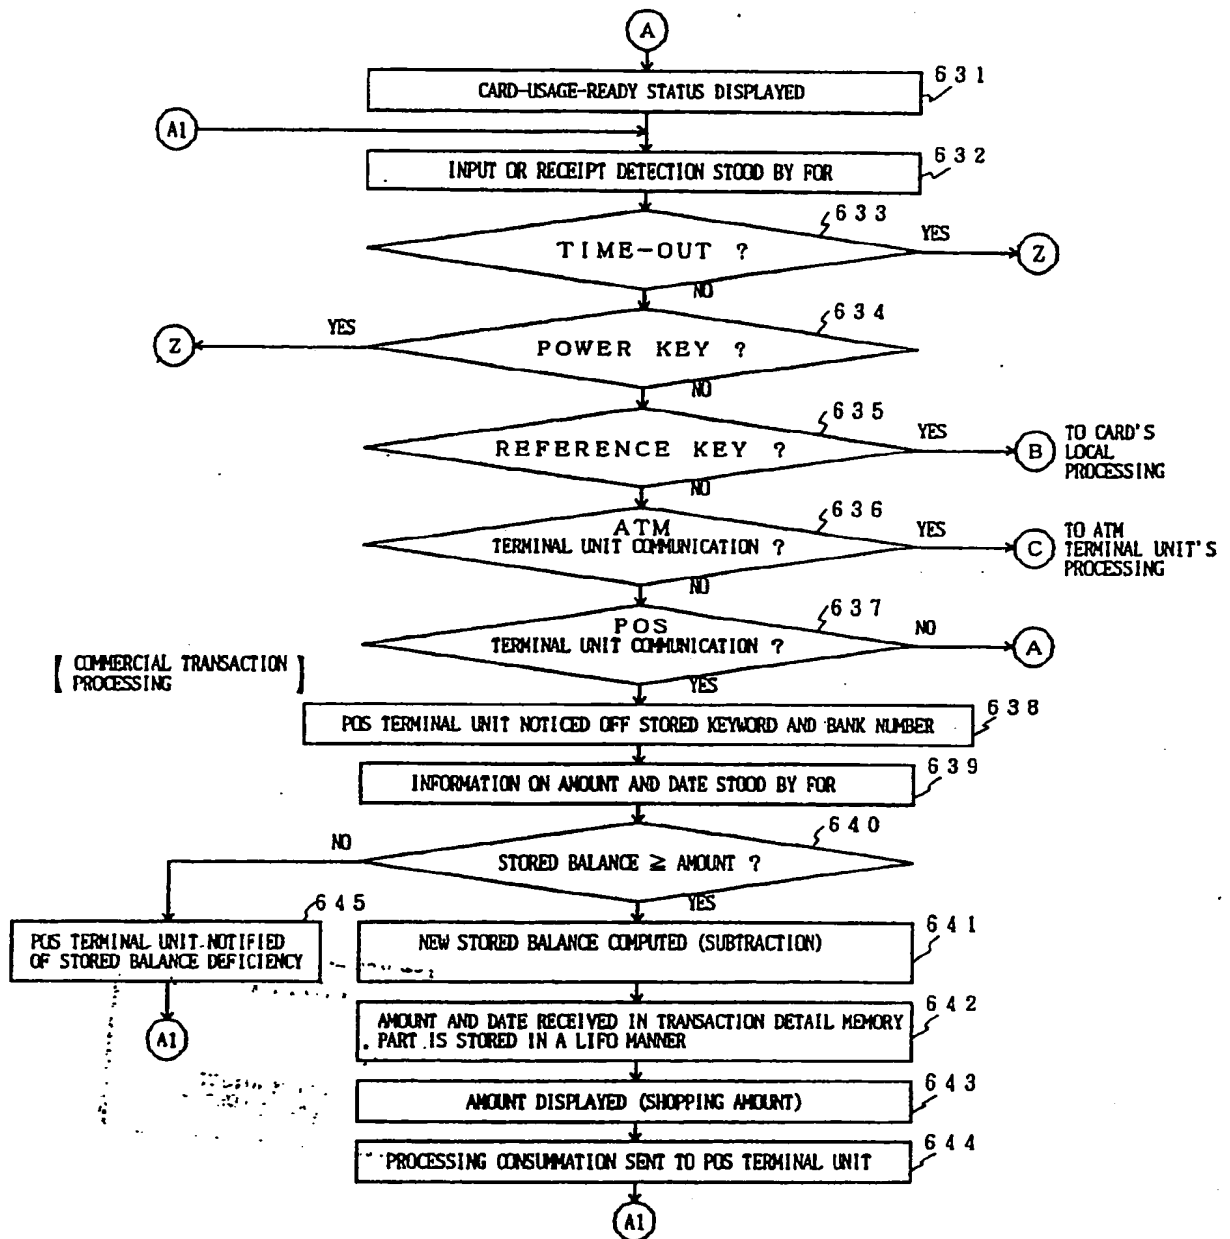 A
631
CARD-USAGE-READY STATUS DISPLAYED
A1
632
INPUT OR RECEIPT DETECTION STOOD BY FOR
633
TIME-OUT ?
YES
Z
NO
634
YES
Z
POWER KEY ?
NO
635
REFERENCE KEY ?
YES
B
TO CARD'S
LOCAL
PROCESSING
NO
636
ATM
TERMINAL UNIT COMMUNICATION ?
YES
C
TO ATM
TERMINAL UNIT'S
PROCESSING
NO
637
POS
TERMINAL UNIT COMMUNICATION ?
NO
A
[ COMMERCIAL TRANSACTION
PROCESSING ]
YES
638
POS TERMINAL UNIT NOTICED OFF STORED KEYWORD AND BANK NUMBER
639
INFORMATION ON AMOUNT AND DATE STOOD BY FOR
640
NO
STORED BALANCE ≧ AMOUNT ?
YES
645
POS TERMINAL UNIT NOTIFIED
OF STORED BALANCE DEFICIENCY
A1
641
NEW STORED BALANCE COMPUTED (SUBTRACTION)
642
AMOUNT AND DATE RECEIVED IN TRANSACTION DETAIL MEMORY
PART IS STORED IN A LIFO MANNER
643
AMOUNT DISPLAYED (SHOPPING AMOUNT)
644
PROCESSING CONSUMMATION SENT TO POS TERMINAL UNIT
A1